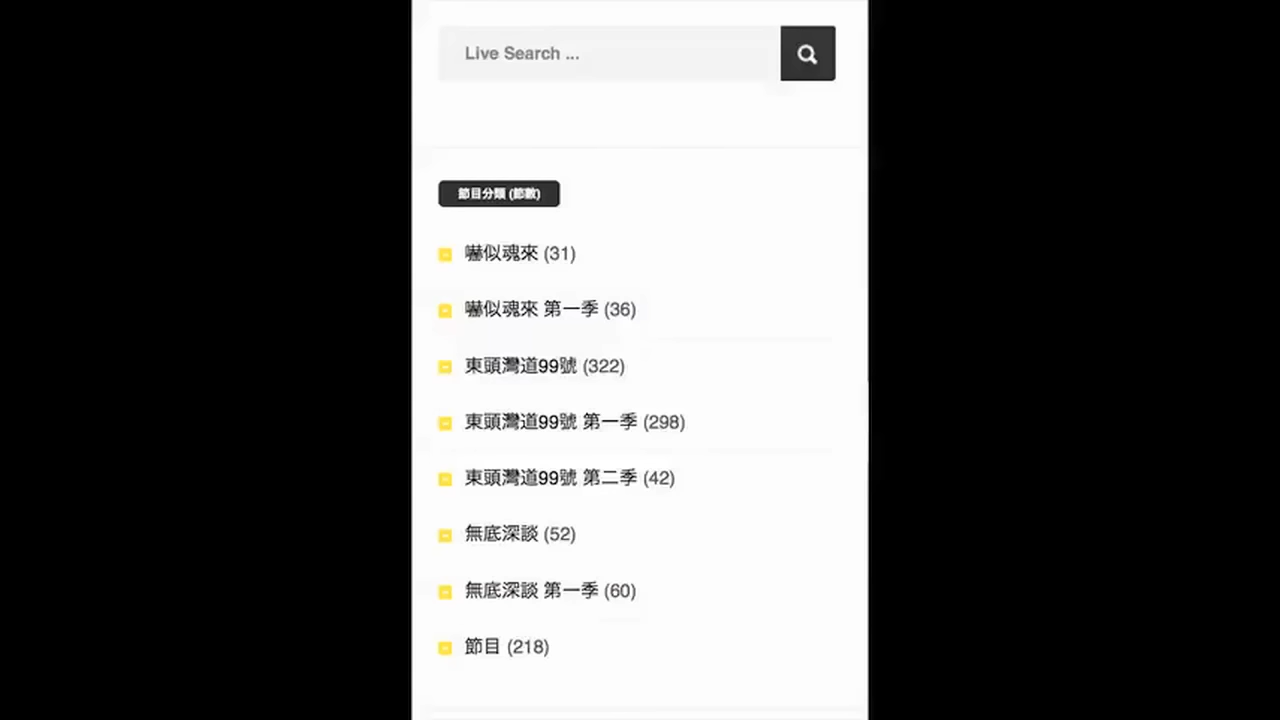 Live Search ...
節目分類 (節數)
嚇似魂來 (31)
嚇似魂來 第一季 (36)
東頭灣道99號 (322)
東頭灣道99號 第一季 (298)
東頭灣道99號 第二季 (42)
無底深談 (52)
無底深談 第一季 (60)
節目 (218)